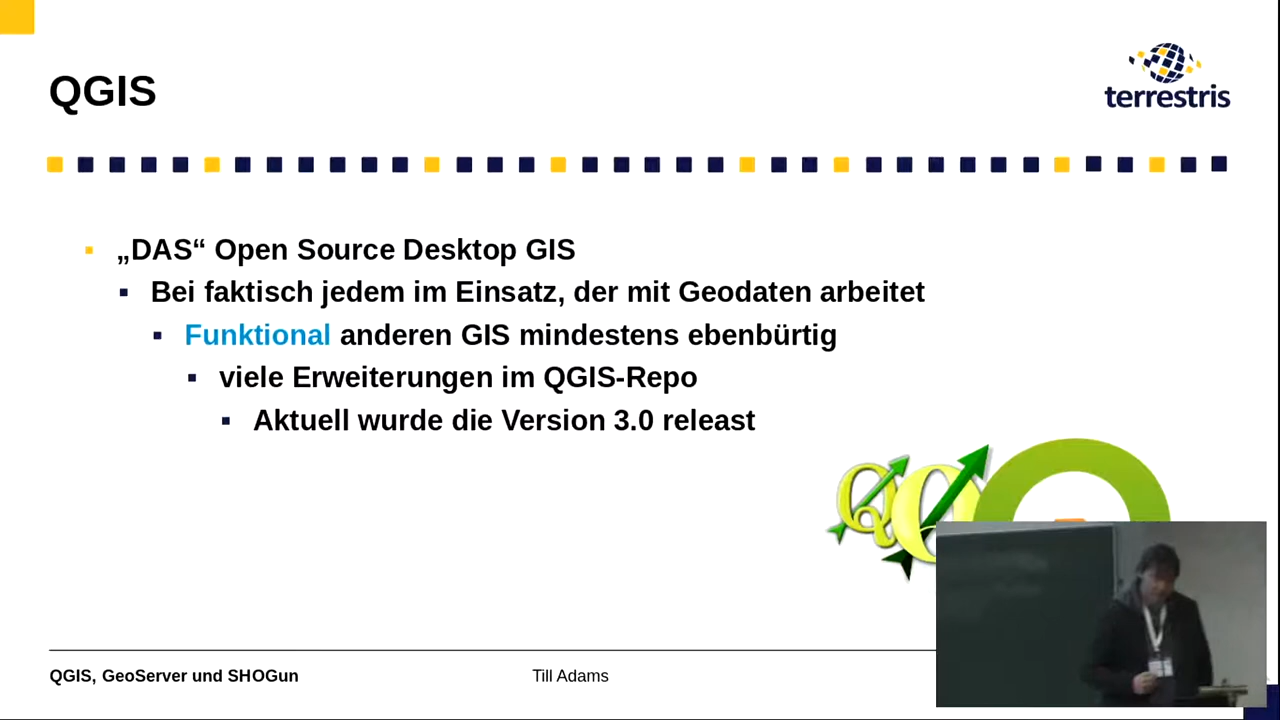 QGIS
terrestris
„DAS“ Open Source Desktop GIS
Bei faktisch jedem im Einsatz, der mit Geodaten arbeitet
Funktional anderen GIS mindestens ebenbürtig
viele Erweiterungen im QGIS-Repo
Aktuell wurde die Version 3.0 releast
QGIS, GeoServer und SHOGun
Till Adams